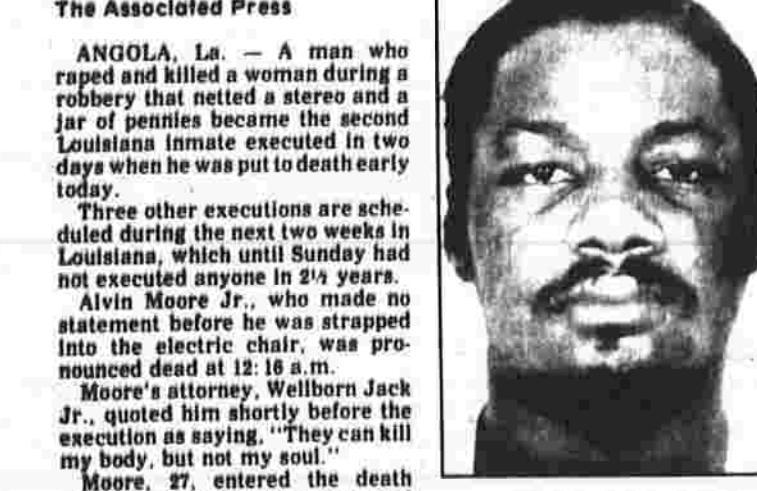 The Associated Press
ANGOLA, La. — A man who
raped and killed a woman during a
robbery that netted a stereo and a
jar of pennies became the second
Louisiana inmate executed in two
days when he was put to death early
today.
Three other executions are sche-
duled during the next two weeks in
Louisiana, which until Sunday had
not executed anyone in 2½ years.
Alvin Moore Jr., who made no
statement before he was strapped
into the electric chair, was pro-
nounced dead at 12:16 a.m.
Moore's attorney, Wellborn Jack
Jr., quoted him shortly before the
execution as saying, "They can kill
my body, but not my soul."
Moore, 27, entered the death